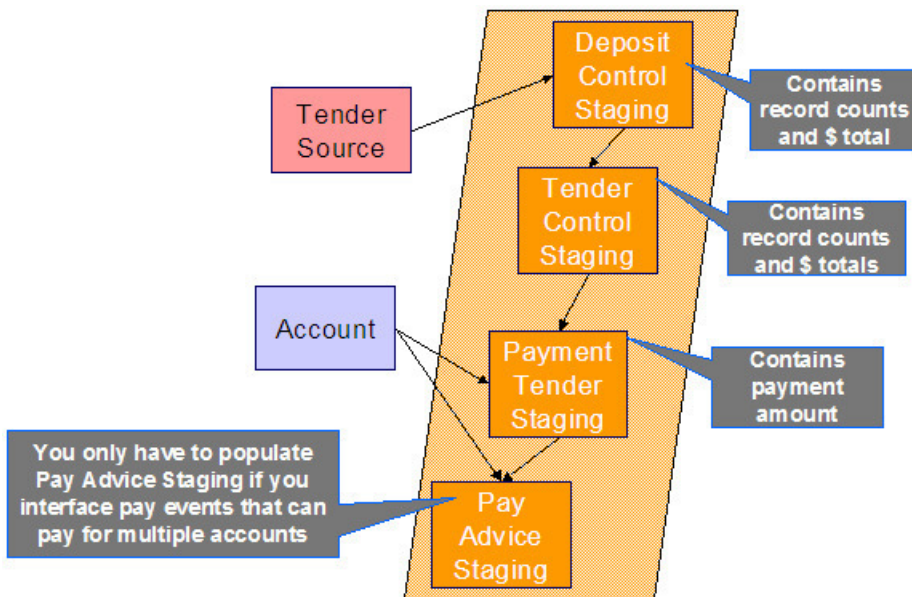 Deposit
Control
Staging
Contains
record counts
and $ total
Tender
Source
Tender
Control
Staging
Contains
record counts
and $ totals
Account
Payment
Tender
Staging
Contains
payment
amount
You only have to populate
Pay Advice Staging if you
interface pay events that can
pay for multiple accounts
Pay
Advice
Staging